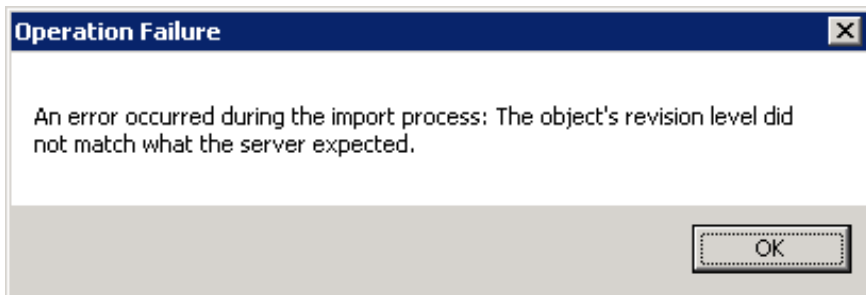 Operation Failure
An error occurred during the import process: The object's revision level did
not match what the server expected.
OK